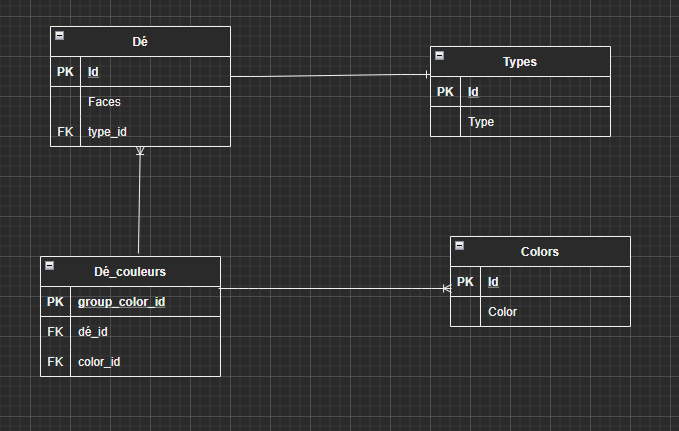 Dé
PK Id
Faces
FK type_id
Types
PK Id
Type
Dé_couleurs
PK group_color_id
FK dé_id
FK color_id
Colors
PK Id
Color